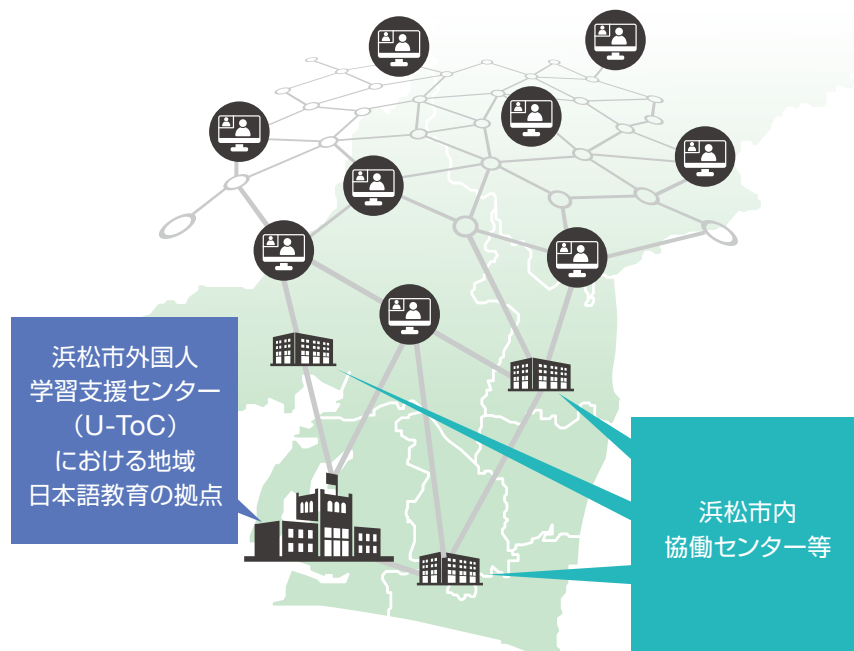 浜松市外国人
学習支援センター
（U-ToC）
における地域
日本語教育の拠点
浜松市内
協働センター等